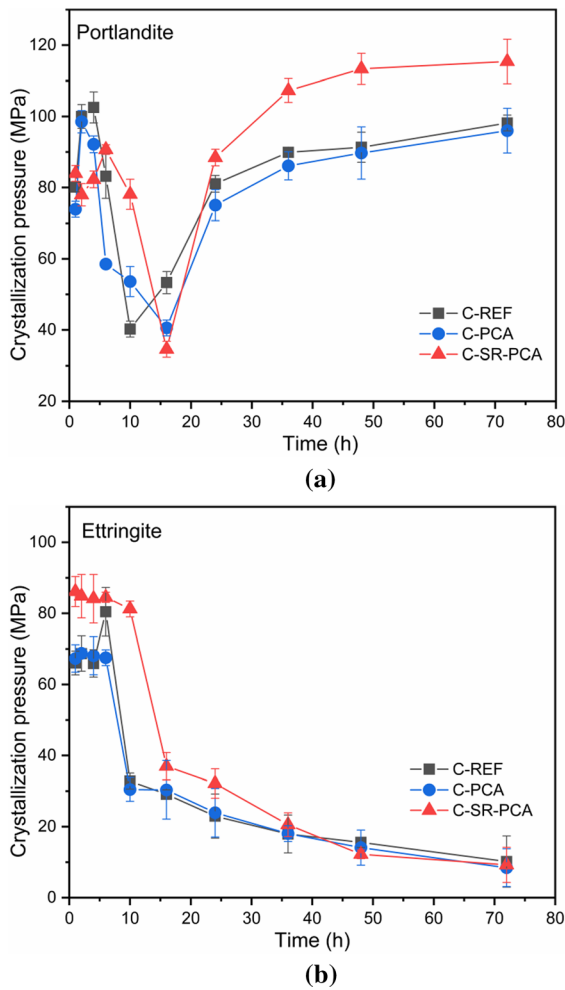 Portlandite
Crystallization pressure (MPa)
120
100
80
60
40
20
C-REF
C-PCA
C-SR-PCA
0 10 20 30 40 50 60 70 80
Time (h)
(a)
Ettringite
Crystallization pressure (MPa)
100
80
60
40
20
0
C-REF
C-PCA
C-SR-PCA
0 10 20 30 40 50 60 70 80
Time (h)
(b)